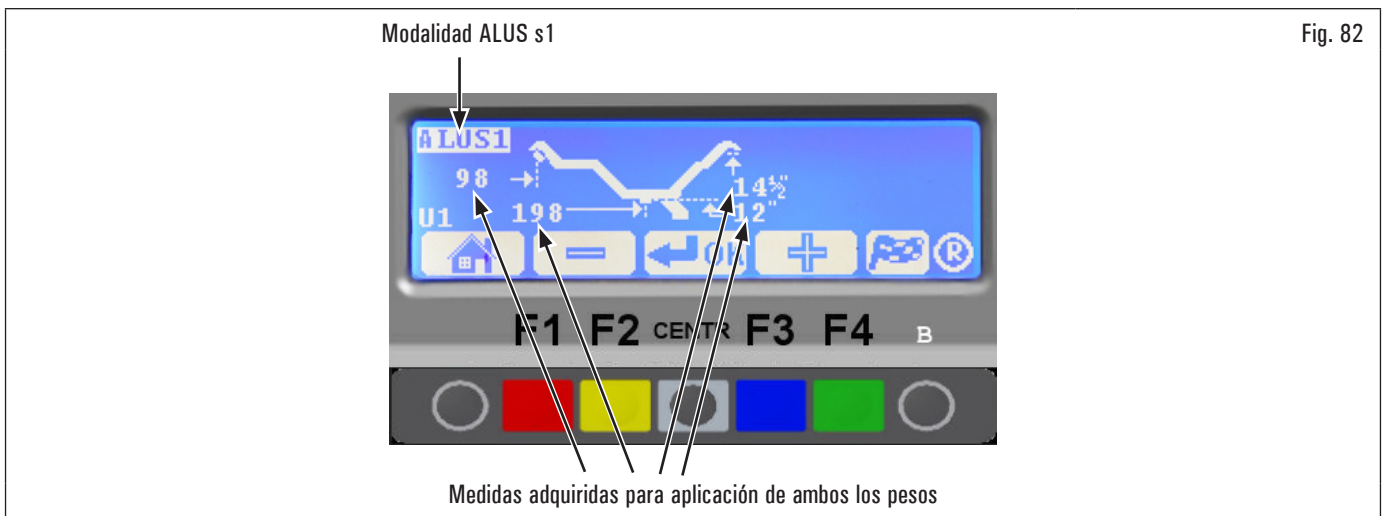 Modalidad ALUS s1
Fig. 82
ALUS1
98
14½"
U1 198 12"
OK
®
F1 F2 CENTR F3 F4 B
Medidas adquiridas para aplicación de ambos los pesos